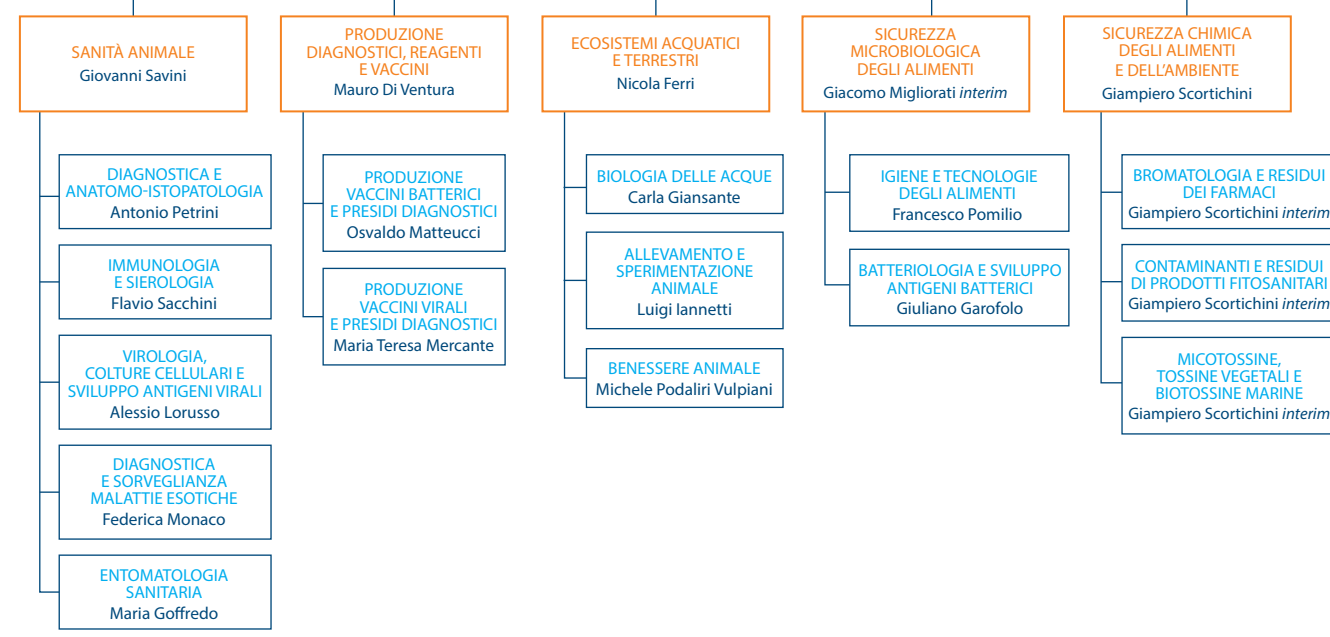 SANITÀ ANIMALE
Giovanni Savini
DIAGNOSTICA E
ANATOMO-ISTOPATOLOGIA
Antonio Petrini
IMMUNOLOGIA
E SIEROLOGIA
Flavio Sacchini
VIROLOGIA,
COLTURE CELLULARI E
SVILUPPO ANTIGENI VIRALI
Alessio Lorusso
DIAGNOSTICA
E SORVEGLIANZA
MALATTIE ESOTICHE
Federica Monaco
ENTOMATOLOGIA
SANITARIA
Maria Goffredo
PRODUZIONE
DIAGNOSTICI, REAGENTI
E VACCINI
Mauro Di Ventura
PRODUZIONE
VACCINI BATTERICI
E PRESIDI DIAGNOSTICI
Osvaldo Matteucci
PRODUZIONE
VACCINI VIRALI
E PRESIDI DIAGNOSTICI
Maria Teresa Mercante
ECOSISTEMI ACQUATICI
E TERRESTRI
Nicola Ferri
BIOLOGIA DELLE ACQUE
Carla Giansante
ALLEVAMENTO E
SPERIMENTAZIONE
ANIMALE
Luigi Iannetti
BENESSERE ANIMALE
Michele Podaliri Vulpiani
SICUREZZA
MICROBIOLOGICA
DEGLI ALIMENTI
Giacomo Migliorati interim
IGIENE E TECNOLOGIE
DEGLI ALIMENTI
Francesco Pomilio
BATTERIOLOGIA E SVILUPPO
ANTIGENI BATTERICI
Giuliano Garofolo
SICUREZZA CHIMICA
DEGLI ALIMENTI
E DELL'AMBIENTE
Giampiero Scortichini
BROMATOLOGIA E RESIDUI
DEI FARMACI
Giampiero Scortichini interim
CONTAMINANTI E RESIDUI
DI PRODOTTI FITOSANITARI
Giampiero Scortichini interim
MICOTOSSINE,
TOSSINE VEGETALI E
BIOTOSSINE MARINE
Giampiero Scortichini interim